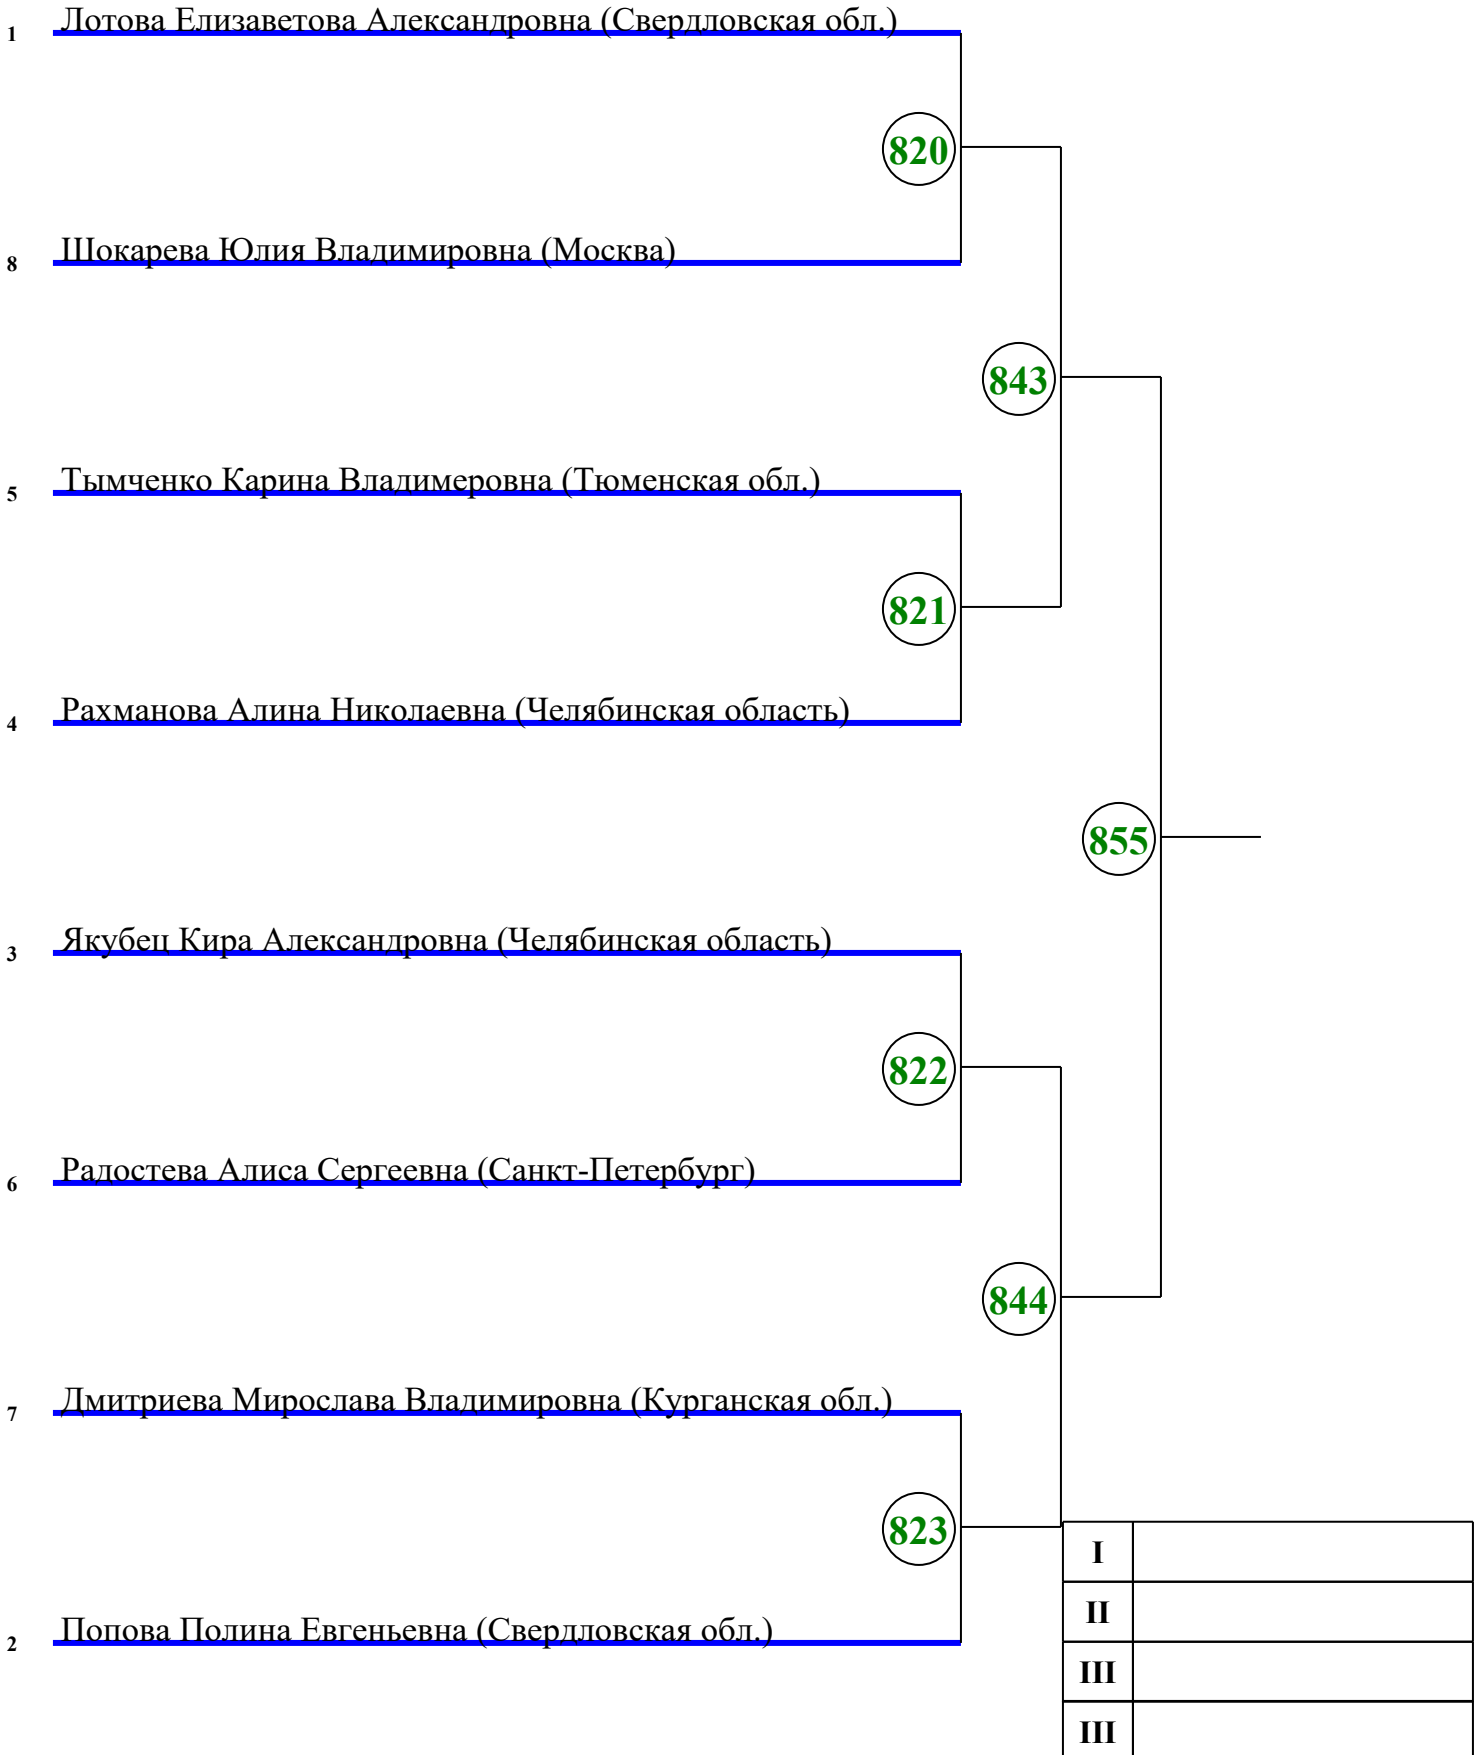 1 Лотова Елизаветова Александровна (Свердловская обл.)
820
8 Шокарева Юлия Владимировна (Москва)
843
5 Тымченко Карина Владимеровна (Тюменская обл.)
821
4 Рахманова Алина Николаевна (Челябинская область)
855
3 Якубец Кира Александровна (Челябинская область)
822
6 Радостева Алиса Сергеевна (Санкт-Петербург)
844
7 Дмитриева Мирослава Владимировна (Курганская обл.)
823
I
II
2 Попова Полина Евгеньевна (Свердловская обл.)
III
III